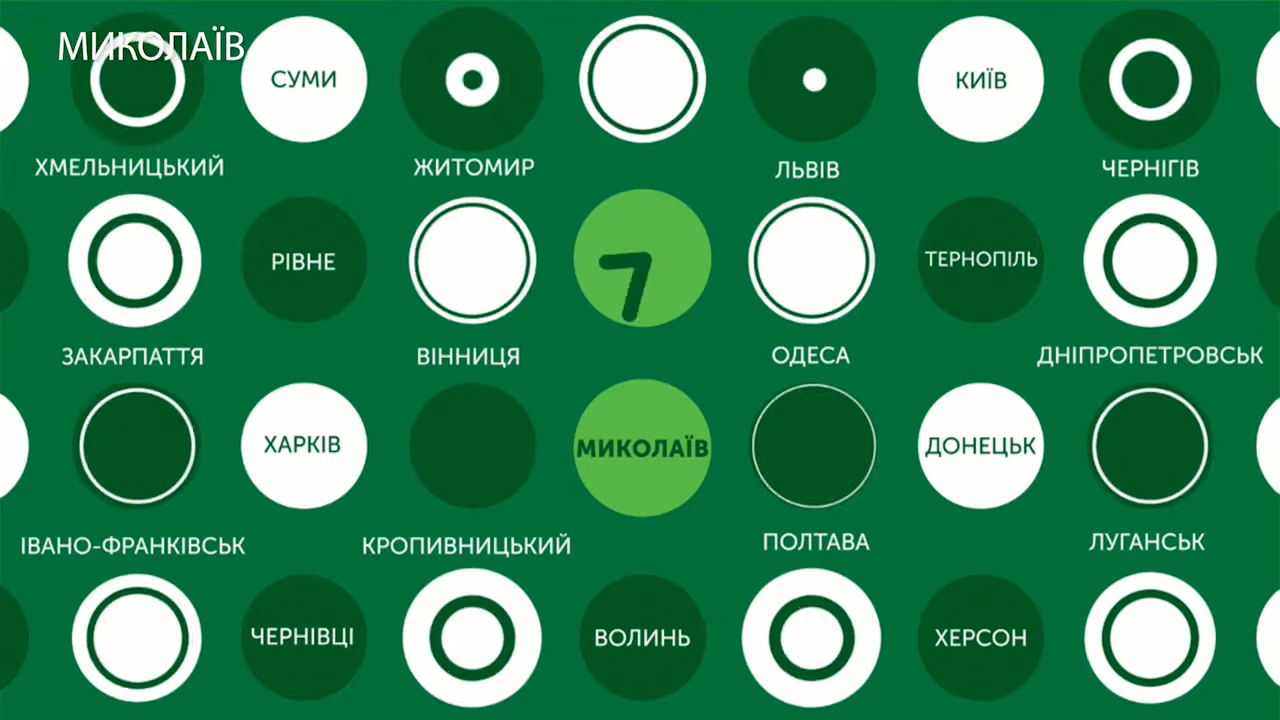 МИКОЛАЇВ
СУМИ
КИЇВ
ХМЕЛЬНИЦЬКИЙ
ЖИТОМИР
ЛЬВІВ
ЧЕРНІГІВ
РІВНЕ
7
ТЕРНОПІЛЬ
ЗАКАРПАТТЯ
ВІННИЦЯ
ОДЕСА
ДНІПРОПЕТРОВСЬК
ХАРКІВ
МИКОЛАЇВ
ДОНЕЦЬК
ІВАНО-ФРАНКІВСЬК
КРОПИВНИЦЬКИЙ
ПОЛТАВА
ЛУГАНСЬК
ЧЕРНІВЦІ
ВОЛИНЬ
ХЕРСОН